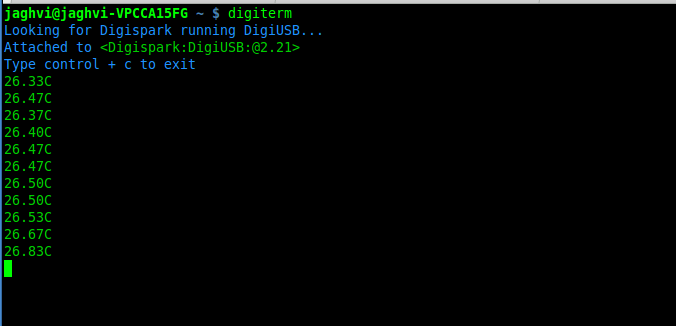 jaghvi@jaghvi-VPCCA15FG ~ $ digiterm
Looking for Digispark running DigiUSB...
Attached to <Digispark:DigiUSB:@2.21>
Type control + c to exit
26.33C
26.47C
26.37C
26.40C
26.47C
26.47C
26.50C
26.50C
26.53C
26.67C
26.83C